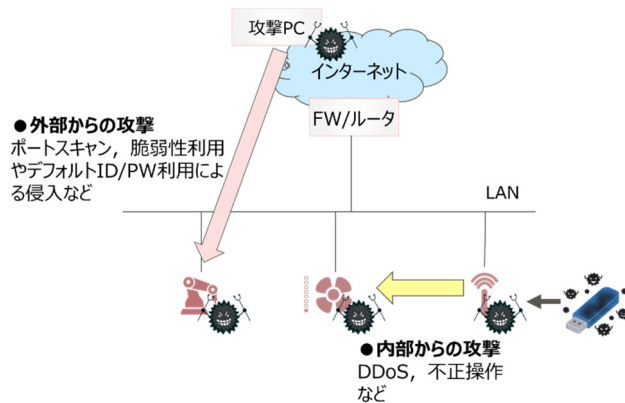 攻撃PC
インターネット
FW/ルータ
●外部からの攻撃
ポートスキャン，脆弱性利用
やデフォルトID/PW利用によ
る侵入など
LAN
●内部からの攻撃
DDoS，不正操作
など